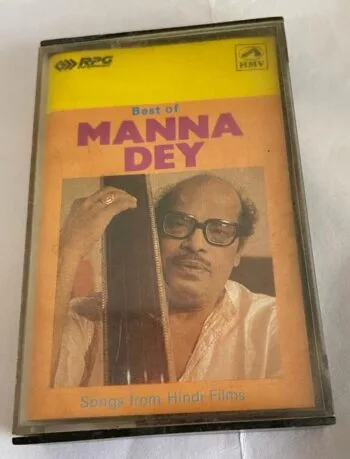 RPG
HMV
Best of
MANNA
DEY
Songs from Hindi Films